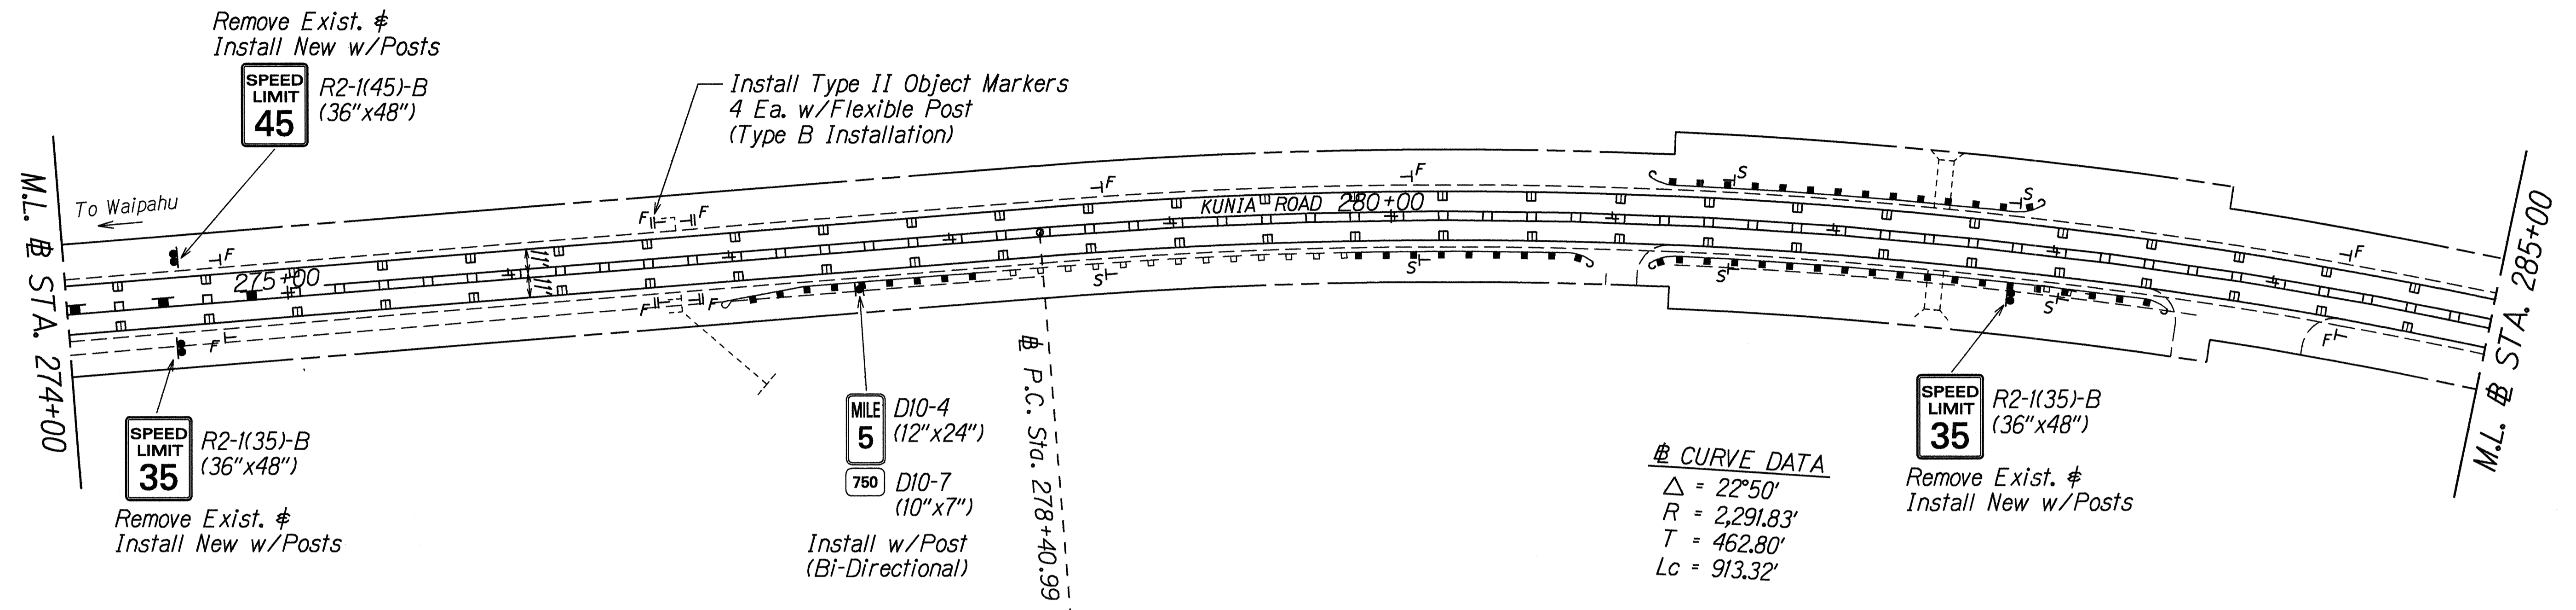 Remove Exist. &
Install New w/Posts
SPEED
LIMIT
45
R2-1(45)-B
(36"x48")
Install Type II Object Markers
4 Ea. w/Flexible Post
(Type B Installation)
M.L. ℄ STA. 274+00
To Waipahu
F
F
F
F
F
S
S
F
KUNIA ROAD 280+00
275+00
F
F
F
S
S
S
S
F
M.L. ℄ STA. 285+00
SPEED
LIMIT
35
R2-1(35)-B
(36"x48")
Remove Exist. &
Install New w/Posts
MILE
5
D10-4
(12"x24")
750
D10-7
(10"x7")
Install w/Post
(Bi-Directional)
℄ P.C. Sta. 278+40.99
℄ CURVE DATA
△ = 22°50'
R = 2,291.83'
T = 462.80'
Lc = 913.32'
SPEED
LIMIT
35
R2-1(35)-B
(36"x48")
Remove Exist. &
Install New w/Posts